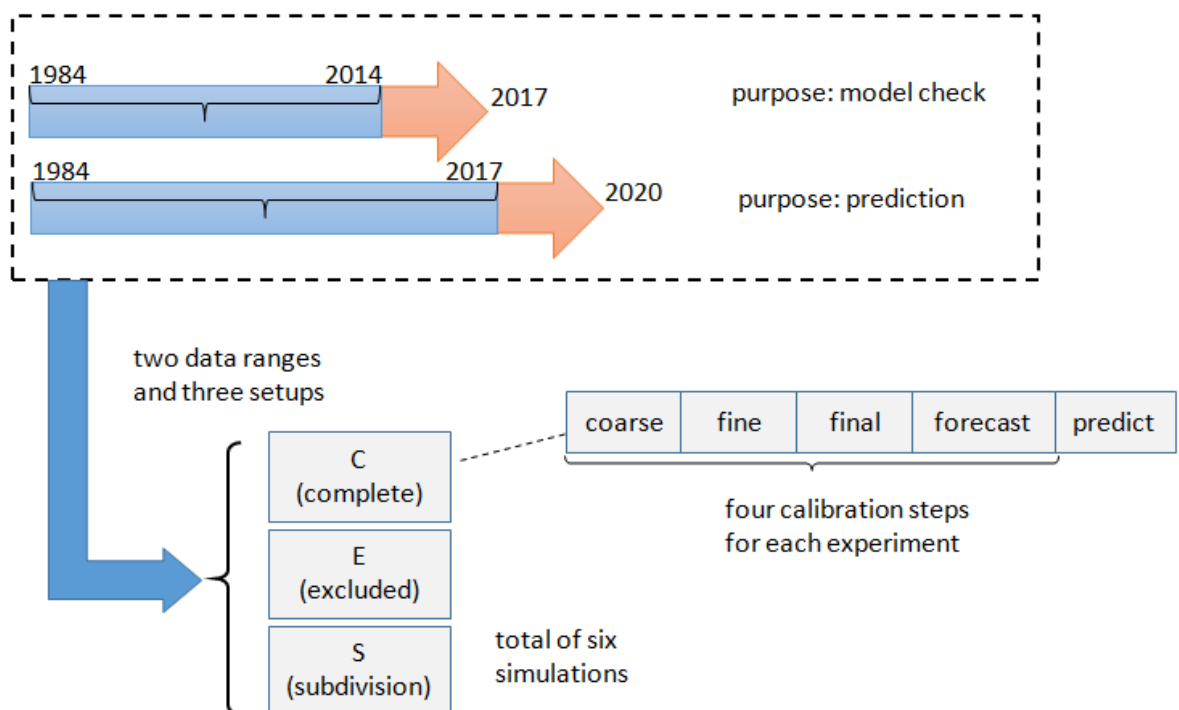 1984
2014
2017
purpose: model check
1984
2017
2020
purpose: prediction
two data ranges
and three setups
coarse
fine
final
forecast
predict
C
(complete)
four calibration steps
for each experiment
E
(excluded)
S
(subdivision)
total of six
simulations